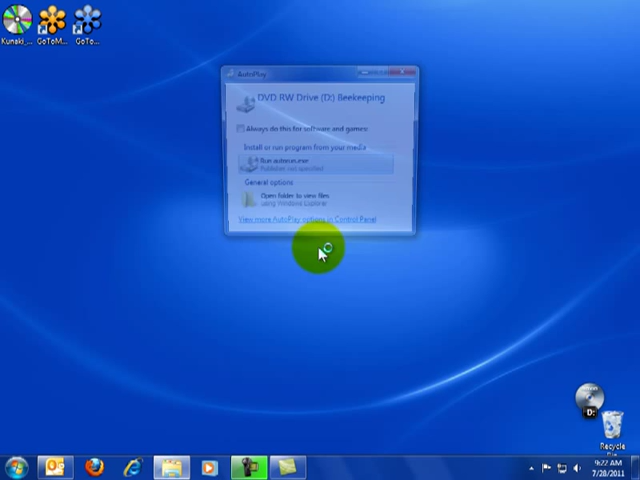 Kunaki_...
GoToM...
GoTo...
AutoPlay
DVD RW Drive (D:) Beekeeping
Always do this for software and games:
Install or run program from your media
Run autorun.exe
Publisher not specified
General options
Open folder to view files
using Windows Explorer
View more AutoPlay options in Control Panel
D:
Recycle
Bin
9:22 AM
7/28/2011